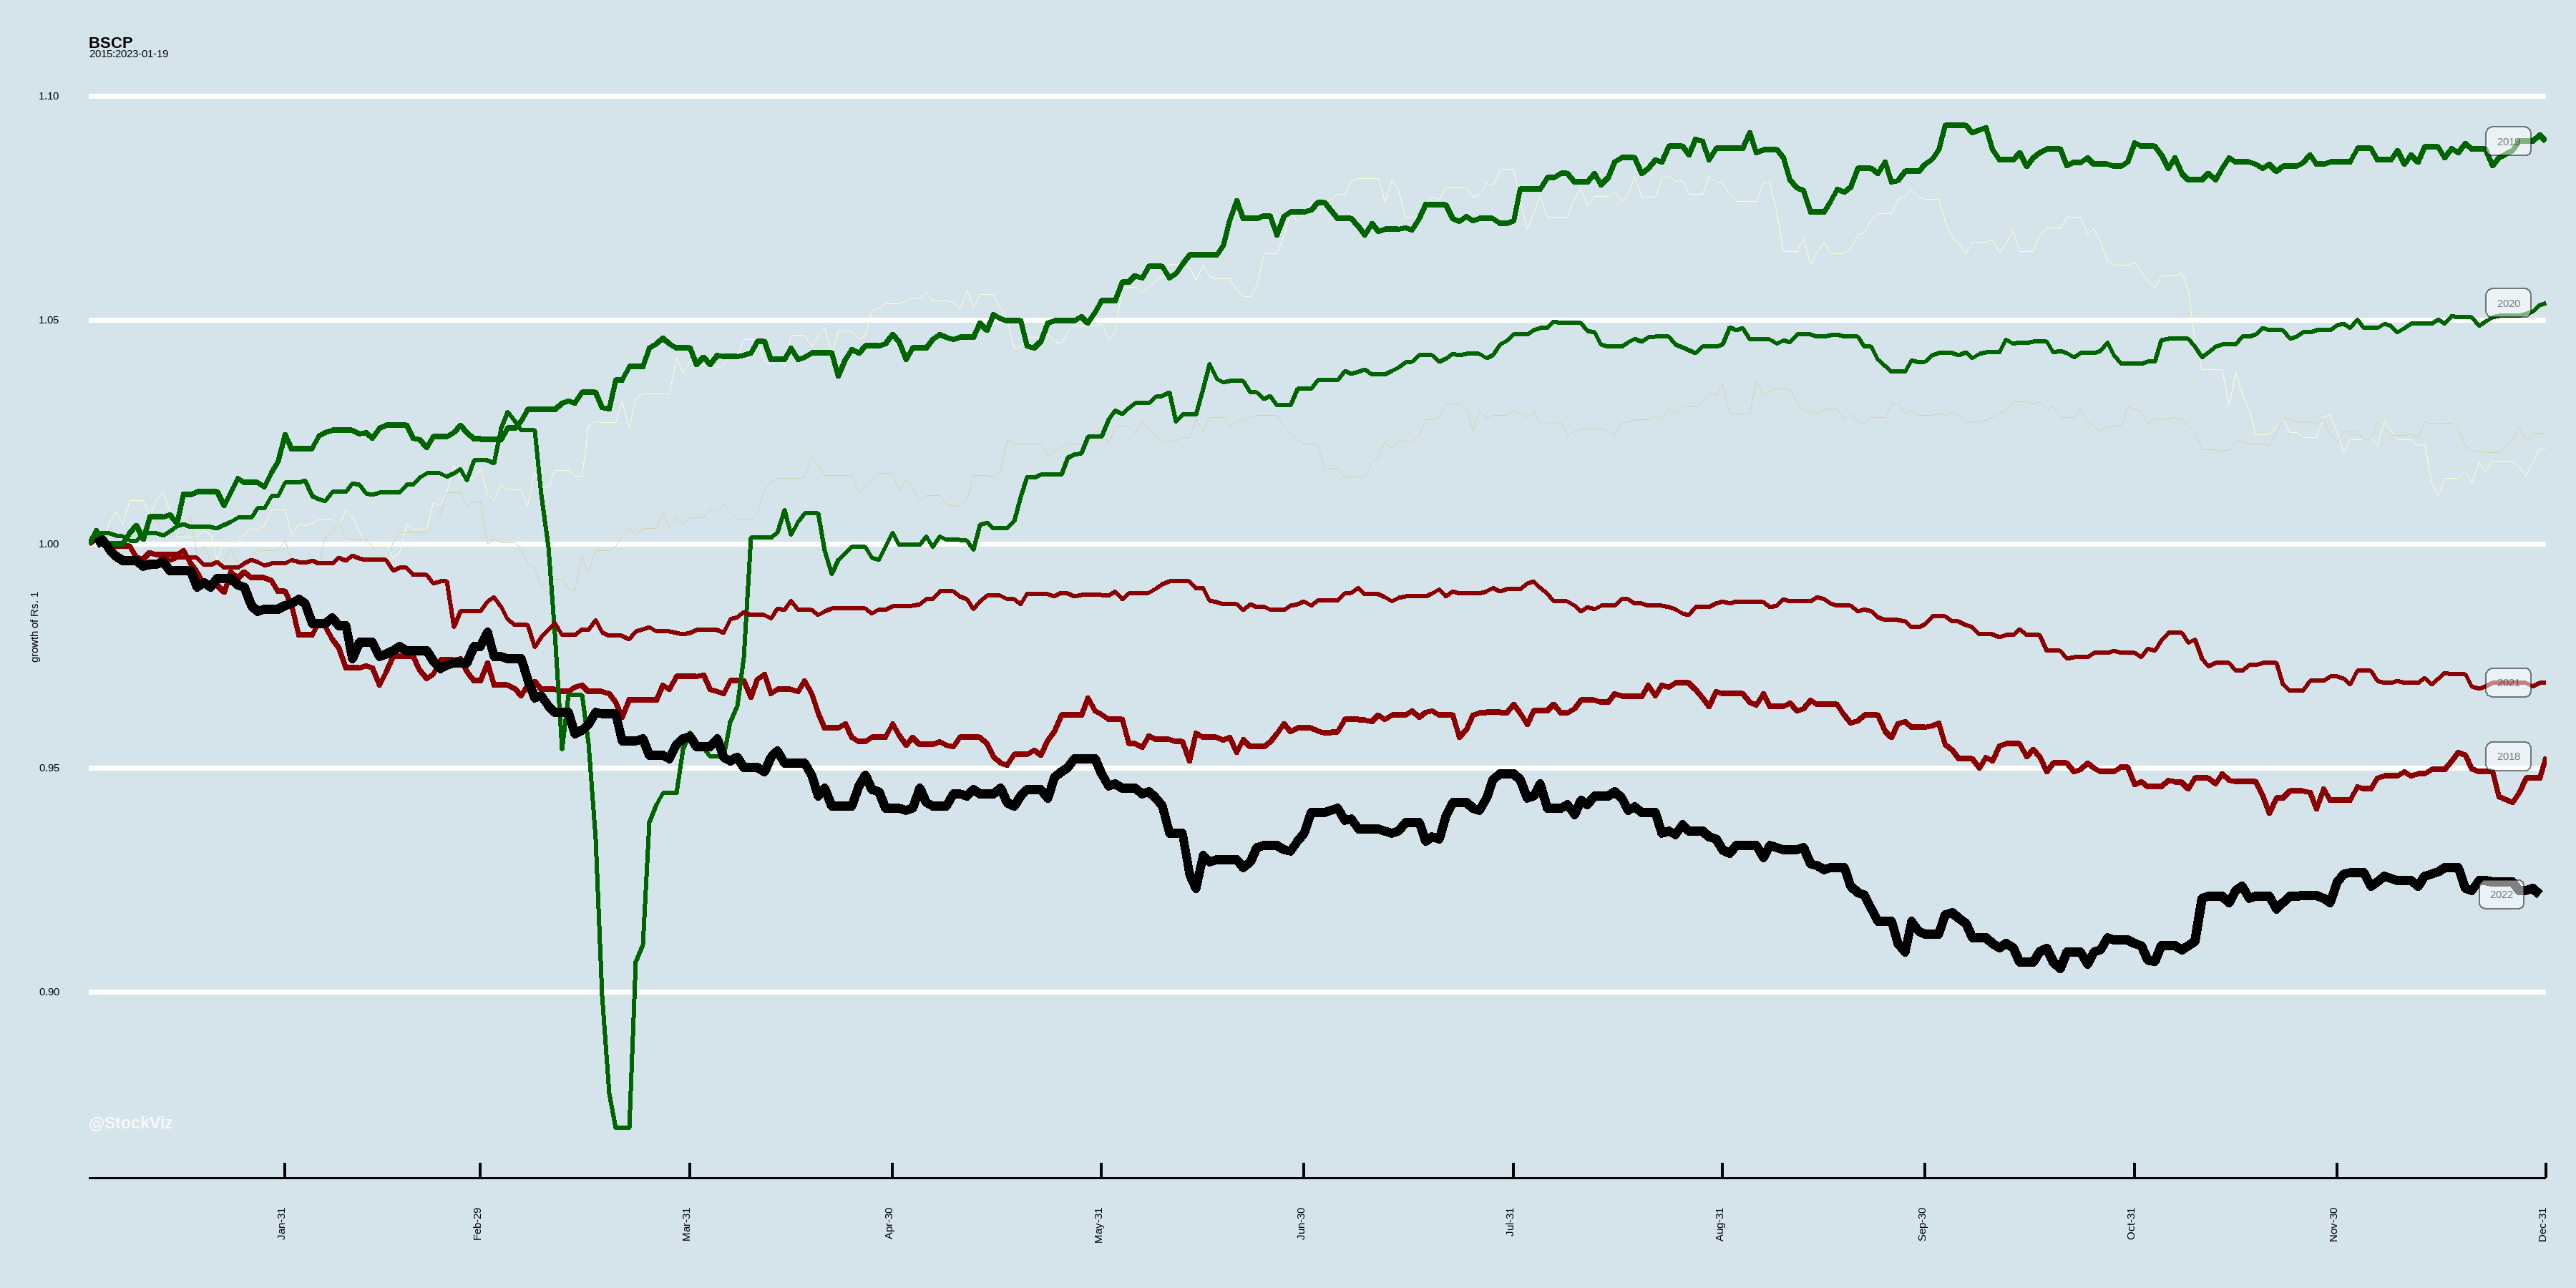 BSCP
2015:2023-01-19
1.10
1.05
1.00
0.95
0.90
growth of Rs. 1
2019
2020
2021
2018
2022
@StockViz
Jan-31
Feb-29
Mar-31
Apr-30
May-31
Jun-30
Jul-31
Aug-31
Sep-30
Oct-31
Nov-30
Dec-31